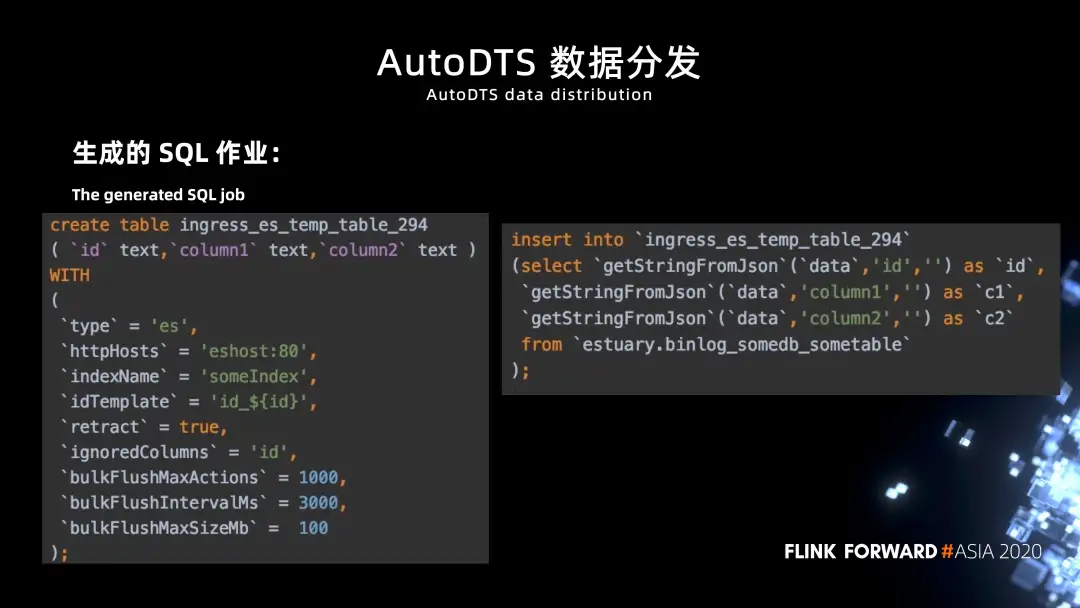 AutoDTS 数据分发
AutoDTS data distribution
生成的 SQL 作业：
The generated SQL job
create table ingress_es_temp_table_294
( `id` text,`column1` text,`column2` text )
WITH
(
`type` = 'es',
`httpHosts` = 'eshost:80',
`indexName` = 'someIndex',
`idTemplate` = 'id_${id}',
`retract` = true,
`ignoredColumns` = 'id',
`bulkFlushMaxActions` = 1000,
`bulkFlushIntervalMs` = 3000,
`bulkFlushMaxSizeMb` =  100
);
insert into `ingress_es_temp_table_294`
(select `getStringFromJson`(`data`,'id','') as `id`,
`getStringFromJson`(`data`,'column1','') as `c1`,
`getStringFromJson`(`data`,'column2','') as `c2`
from `estuary.binlog_somedb_sometable`
);
FLINK FORWARD #ASIA 2020